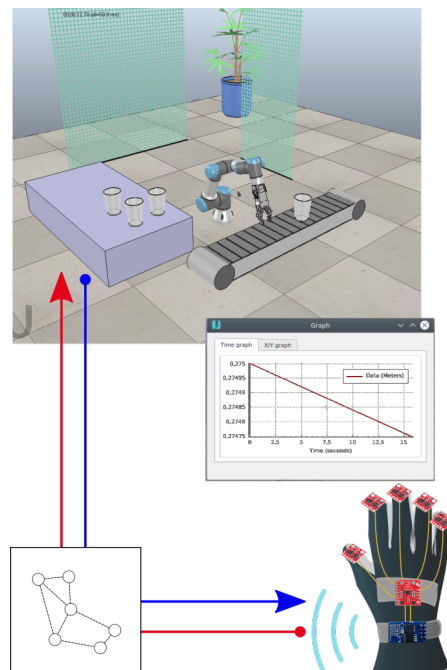 Graph
Time graph X/Y graph
0,275
0,27495
0,2749
0,27485
0,2748
0,27475
Data (Meters)
0 2,5 5 7,5 10 12,5 15
Time (seconds)